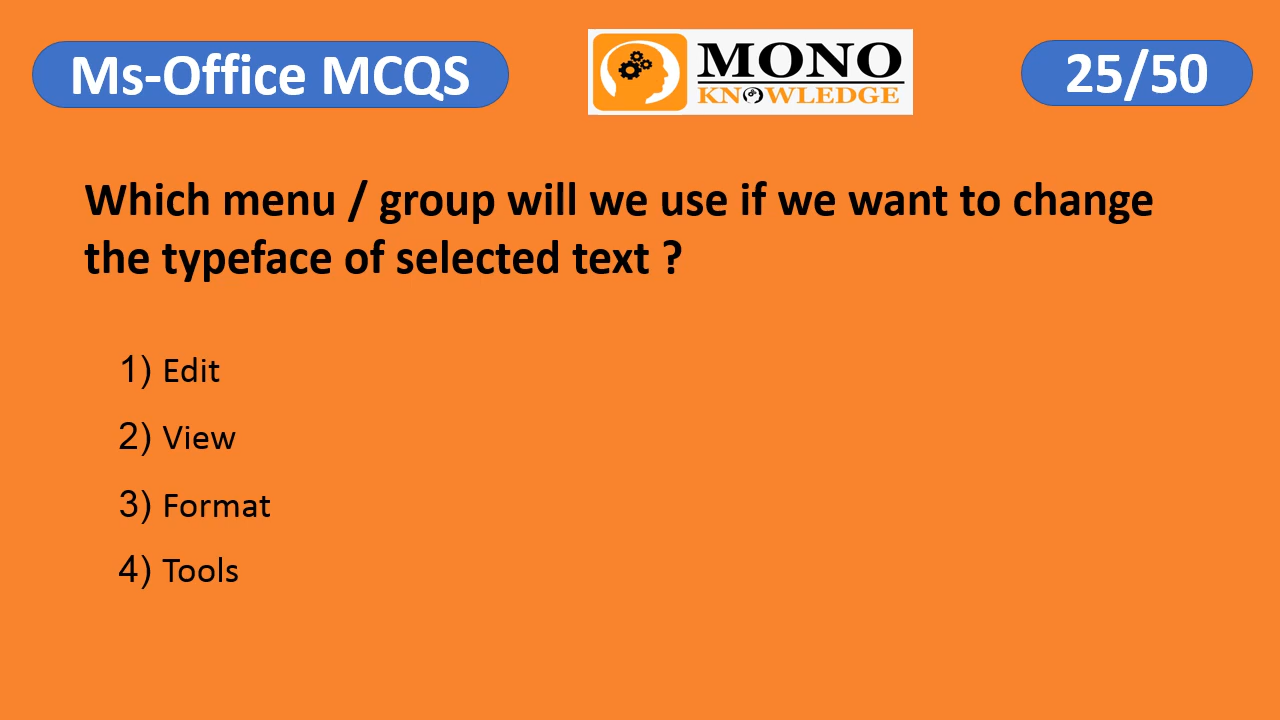 Ms-Office MCQS
MONO
KNOWLEDGE
25/50
Which menu / group will we use if we want to change
the typeface of selected text ?
1) Edit
2) View
3) Format
4) Tools